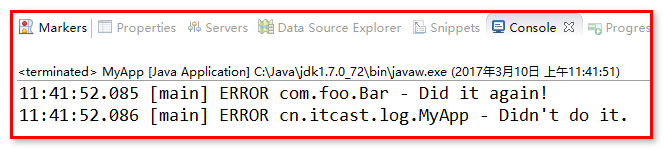 Markers Properties Servers Data Source Explorer Snippets Console Progres
<terminated> MyApp [Java Application] C:\Java\jdk1.7.0_72\bin\javaw.exe (2017年3月10日 上午11:41:51)
11:41:52.085 [main] ERROR com.foo.Bar - Did it again!
11:41:52.086 [main] ERROR cn.itcast.log.MyApp - Didn't do it.